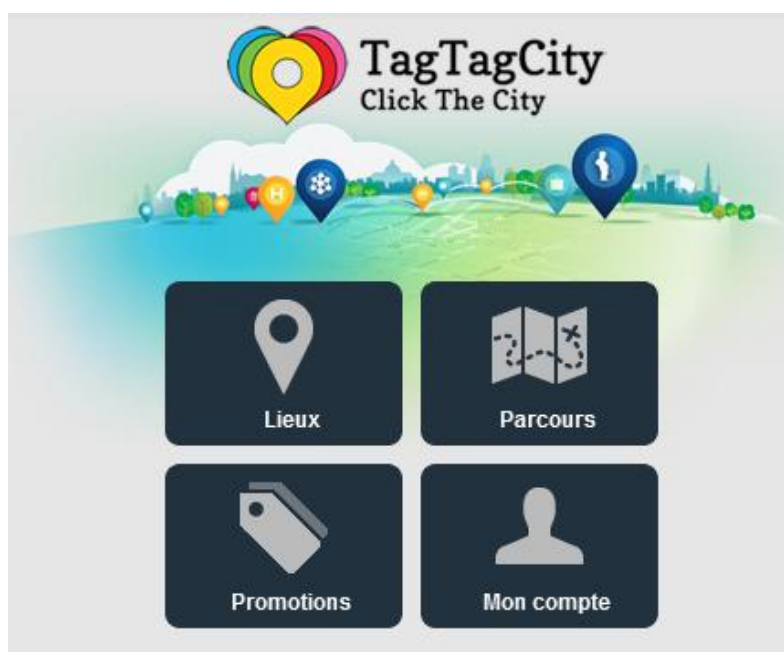 TagTagCity
Click The City
H
Lieux
Parcours
Promotions
Mon compte